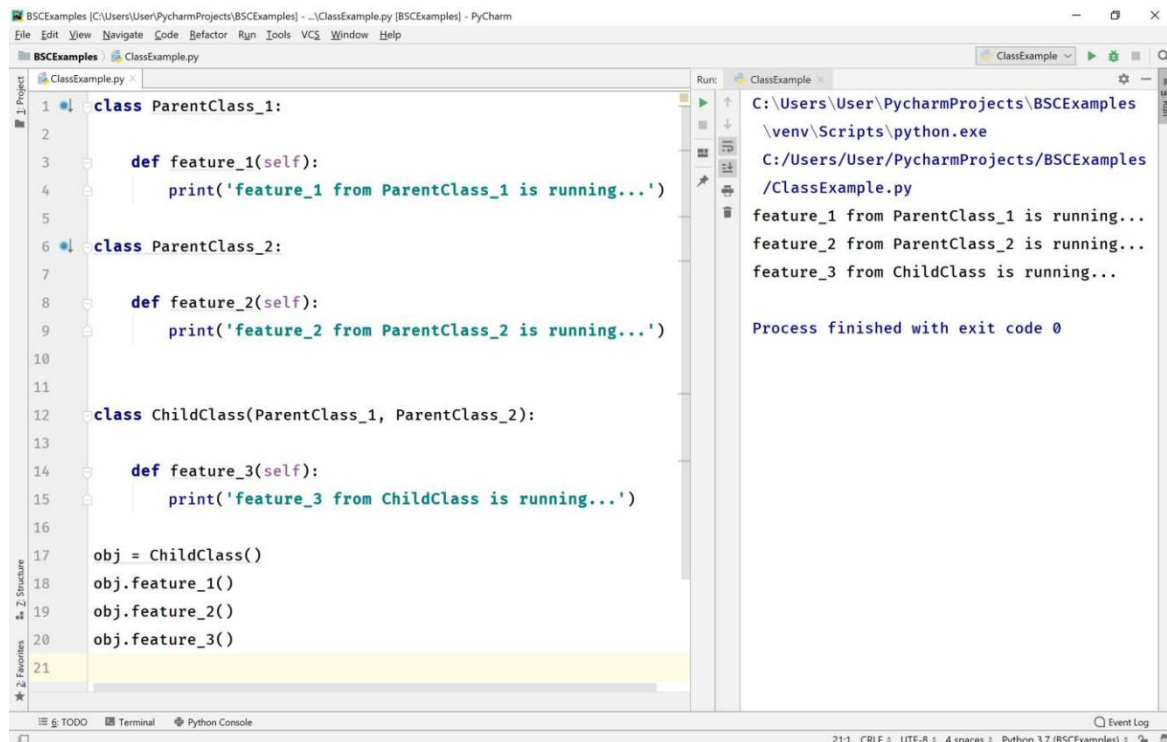 BSCExamples [C:\Users\User\PycharmProjects\BSCExamples] - ...\ClassExample.py [BSCExamples] - PyCharm
File Edit View Navigate Code Refactor Run Tools VCS Window Help
BSCExamples ClassExample.py ClassExample
1: Project
ClassExample.py
1 class ParentClass_1:
2
3 def feature_1(self):
4 print('feature_1 from ParentClass_1 is running...')
5
6 class ParentClass_2:
7
8 def feature_2(self):
9 print('feature_2 from ParentClass_2 is running...')
10
11
12 class ChildClass(ParentClass_1, ParentClass_2):
13
14 def feature_3(self):
15 print('feature_3 from ChildClass is running...')
16
17 obj = ChildClass()
18 obj.feature_1()
19 obj.feature_2()
20 obj.feature_3()
21
Z: Structure
2: Favorites
Run: ClassExample
C:\Users\User\PycharmProjects\BSCExamples
\venv\Scripts\python.exe
C:/Users/User/PycharmProjects/BSCExamples
/ClassExample.py
feature_1 from ParentClass_1 is running...
feature_2 from ParentClass_2 is running...
feature_3 from ChildClass is running...
Process finished with exit code 0
6: TODO Terminal Python Console Event Log
21:1 CRLF UTF-8 4 spaces Python 3.7 (BSCExamples)